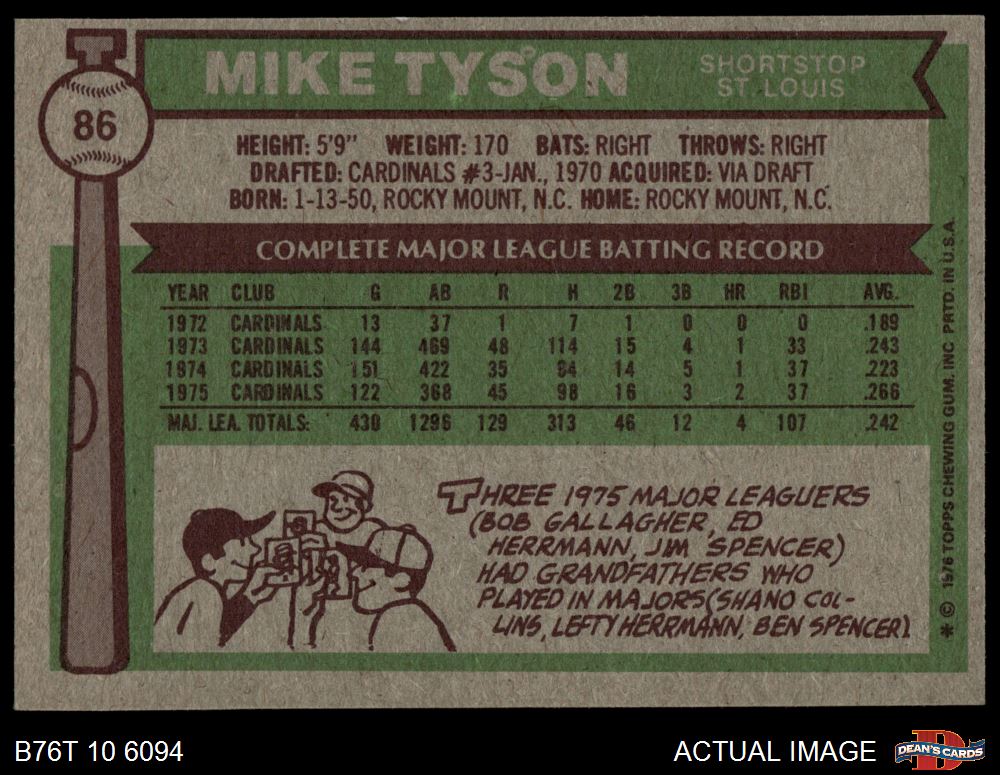 86
MIKE TYSON
SHORTSTOP
ST. LOUIS
HEIGHT: 5'9" WEIGHT: 170 BATS: RIGHT THROWS: RIGHT
DRAFTED: CARDINALS #3-JAN., 1970 ACQUIRED: VIA DRAFT
BORN: 1-13-50, ROCKY MOUNT, N.C. HOME: ROCKY MOUNT, N.C.
COMPLETE MAJOR LEAGUE BATTING RECORD
YEAR CLUB G AB R H 2B 3B HR RBI AVG.
1972 CARDINALS 13 37 1 7 1 0 0 0 .189
1973 CARDINALS 144 469 48 114 15 4 1 33 .243
1974 CARDINALS 151 422 35 94 14 5 1 37 .223
1975 CARDINALS 122 368 45 98 16 3 2 37 .266
MAJ. LEA. TOTALS: 430 1296 129 313 46 12 4 107 .242
THREE 1975 MAJOR LEAGUERS
(BOB GALLAGHER, ED
HERRMANN, JIM SPENCER)
HAD GRANDFATHERS WHO
PLAYED IN MAJORS (SHANO COL-
LINS, LEFTY HERRMANN, BEN SPENCER).
* © 1976 TOPPS CHEWING GUM, INC PRTD. IN U.S.A.
B76T 10 6094
ACTUAL IMAGE
D
DEAN'S CARDS